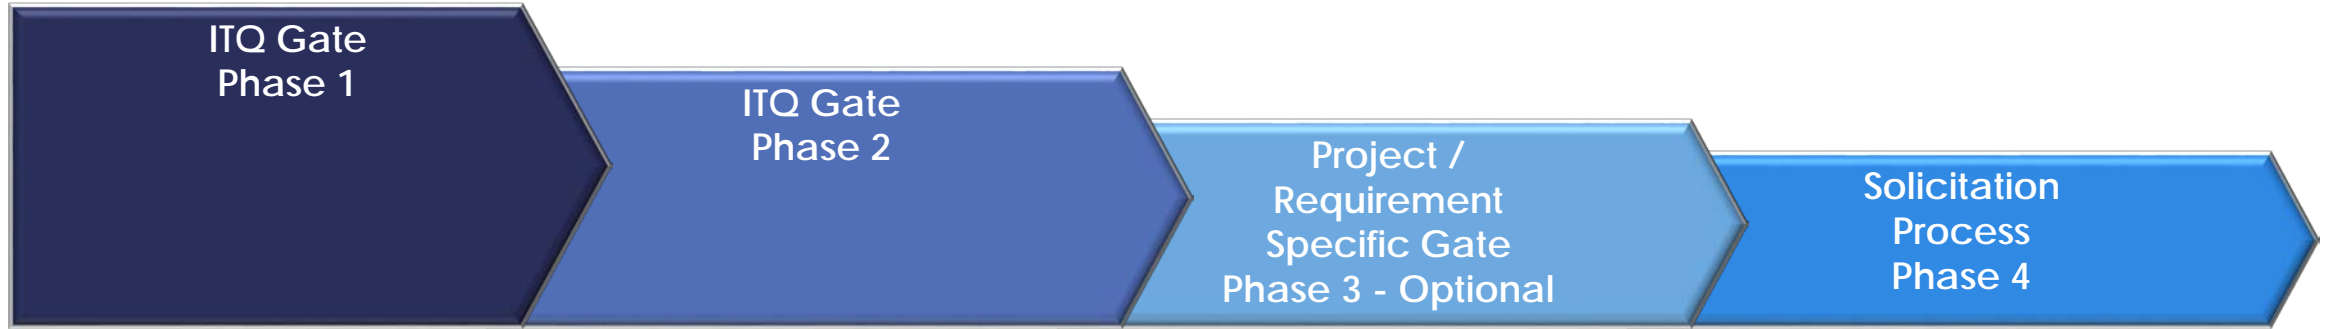 ITQ Gate
Phase 1
ITQ Gate
Phase 2
Project /
Requirement
Specific Gate
Phase 3 - Optional
Solicitation
Process
Phase 4